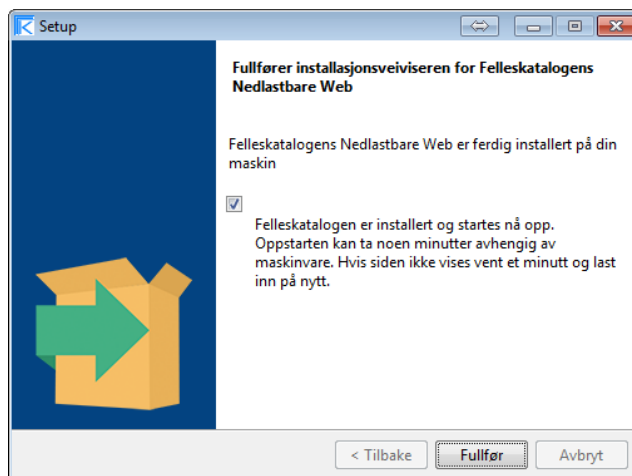 Setup
Fullfører installasjonsveiviseren for Felleskatalogens
Nedlastbare Web
Felleskatalogens Nedlastbare Web er ferdig installert på din
maskin
Felleskatalogen er installert og startes nå opp.
Oppstarten kan ta noen minutter avhengig av
maskinvare. Hvis siden ikke vises vent et minutt og last
inn på nytt.
< Tilbake
Fullfør
Avbryt